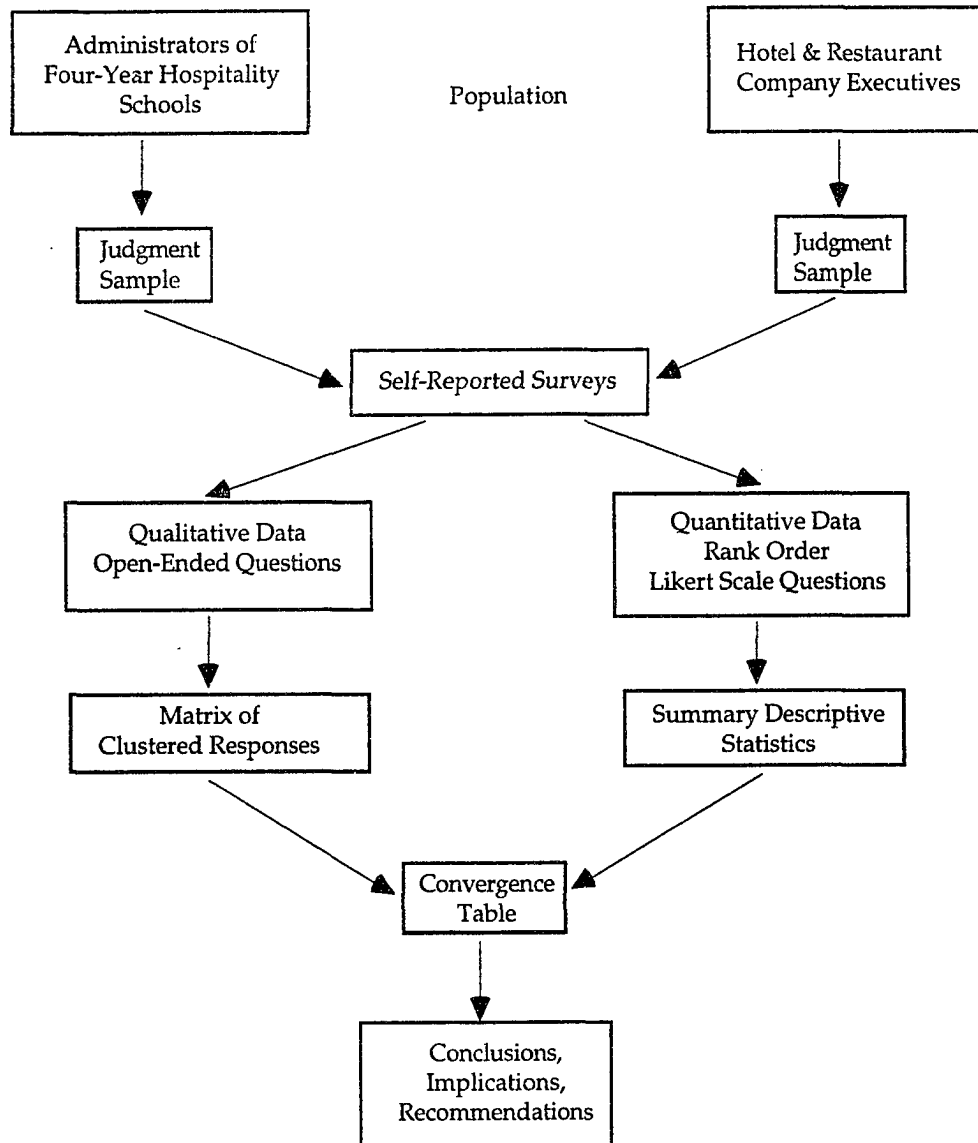 Administrators of
Four-Year Hospitality
Schools
Population
Hotel & Restaurant
Company Executives
Judgment
Sample
Judgment
Sample
Self-Reported Surveys
Qualitative Data
Open-Ended Questions
Quantitative Data
Rank Order
Likert Scale Questions
Matrix of
Clustered Responses
Summary Descriptive
Statistics
Convergence
Table
Conclusions,
Implications,
Recommendations